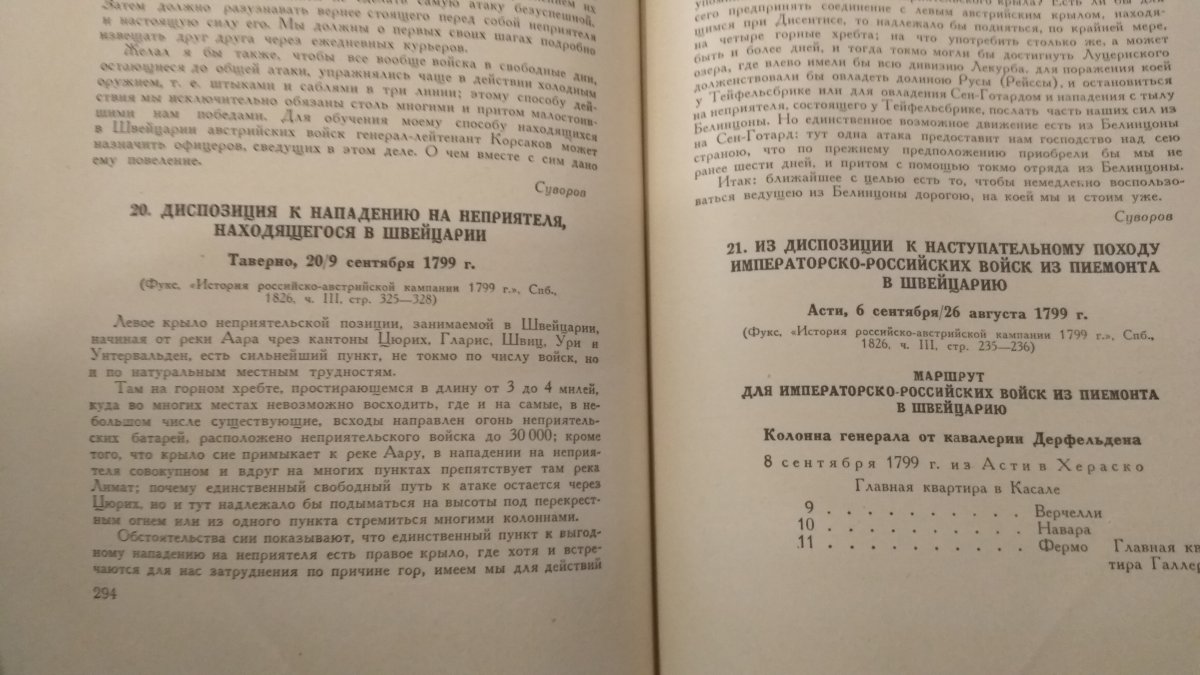 самую атаку безуспешной.
Затем должно разузнавать вернее стоящего перед собой неприятеля
и настоящую силу его. Мы должны о первых своих шагах подробно
извещать друг друга через ежедневных курьеров.
Желал я бы также, чтобы все вообще войска в свободные дни,
остающиеся до общей атаки, упражнялись чаще в действии холодным
оружием, т. е. штыками и саблями в три линии; этому способу дей-
ствия мы исключительно обязаны столь многими и притом малостоив-
щими нам победами. Для обучения моему способу находящихся
в Швейцарии австрийских войск генерал-лейтенант Корсаков может
назначить офицеров, сведущих в этом деле. О чем вместе с сим дано
ему повеление.
Суворов
20. ДИСПОЗИЦИЯ К НАПАДЕНИЮ НА НЕПРИЯТЕЛЯ,
НАХОДЯЩЕГОСЯ В ШВЕЙЦАРИИ
Таверно, 20/9 сентября 1799 г.
(Фукс, «История российско-австрийской кампании 1799 г.», Спб.,
1826, ч. III, стр. 325—328)
Левое крыло неприятельской позиции, занимаемой в Швейцарии,
начиная от реки Аара чрез кантоны Цюрих, Гларис, Швиц, Ури и
Унтервальден, есть сильнейший пункт, не токмо по числу войск, но
и по натуральным местным трудностям.
Там на горном хребте, простирающемся в длину от 3 до 4 милей,
куда во многих местах невозможно восходить, где и на самые, в не-
большом числе существующие, всходы направлен огонь неприятель-
ских батарей, расположено неприятельского войска до 30 000; кроме
того, что крыло сие примыкает к реке Аару, в нападении на неприя-
теля совокупном и вдруг на многих пунктах препятствует там река
Лимат; почему единственный свободный путь к атаке остается через
Цюрих, но и тут надлежало бы подыматься на высоты под перекрест-
ным огнем или из одного пункта стремиться многими колоннами.
Обстоятельства сии показывают, что единственный пункт к выгод-
ному нападению на неприятеля есть правое крыло, где хотя и встре-
чаются для нас затруднения по причине гор, имеем мы для действий
294
сего предпринять соединение с левым австрийским крылом, находя-
щимся при Дисентисе, то надлежало бы подняться, по крайней мере,
на четыре горные хребта; на что употребить столько же, а может
быть и более дней, и тогда токмо могли бы достигнуть Луцернского
озера, где влево имели бы всю дивизию Лекурба, для поражения коей
долженствовали бы овладеть долиною Русы (Рейссы), и остановиться
у Тейфельсбрике или для овладения Сен-Готардом и нападения с тылу
на неприятеля, состоящего у Тейфельсбрике, послать часть наших сил из
Белинцоны. Но единственное возможное движение есть из Белинцоны
на Сен-Готард: тут одна атака предоставит нам господство над сею
страною, что по прежнему предположению приобрели бы мы не
ранее шести дней, и притом с помощью токмо отряда из Белинцоны.
Итак: ближайшее с целью есть то, чтобы немедленно воспользо-
ваться ведущею из Белинцоны дорогою, на коей мы и стоим уже.
Суворов
21. ИЗ ДИСПОЗИЦИИ К НАСТУПАТЕЛЬНОМУ ПОХОДУ
ИМПЕРАТОРСКО-РОССИЙСКИХ ВОЙСК ИЗ ПИЕМОНТА
В ШВЕЙЦАРИЮ
Асти, 6 сентября/26 августа 1799 г.
(Фукс, «История российско-австрийской кампании 1799 г.», Спб.,
1826, ч. III, стр. 235—236)
МАРШРУТ
ДЛЯ ИМПЕРАТОРСКО-РОССИЙСКИХ ВОЙСК ИЗ ПИЕМОНТА
В ШВЕЙЦАРИЮ
Колонна генерала от кавалерии Дерфельдена
8 сентября 1799 г. из Асти в Хераско
Главная квартира в Касале
9 . . . . . . . . . . Верчелли
10 . . . . . . . . . . Навара
11 . . . . . . . . . . Фермо Главная ква
тира Галлер